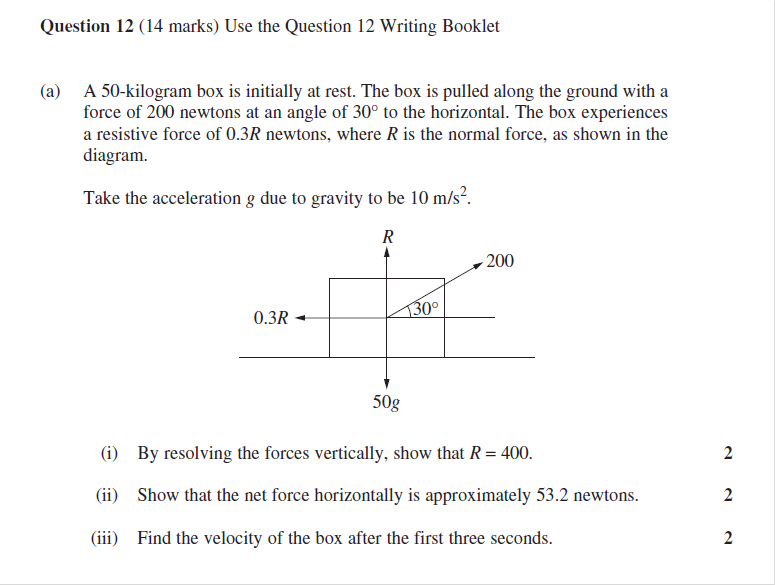 Question 12 (14 marks) Use the Question 12 Writing Booklet
(a) A 50-kilogram box is initially at rest. The box is pulled along the ground with a
force of 200 newtons at an angle of 30° to the horizontal. The box experiences
a resistive force of 0.3R newtons, where R is the normal force, as shown in the
diagram.
Take the acceleration g due to gravity to be 10 m/s².
R
200
30°
0.3R
50g
(i) By resolving the forces vertically, show that R = 400. 2
(ii) Show that the net force horizontally is approximately 53.2 newtons. 2
(iii) Find the velocity of the box after the first three seconds. 2